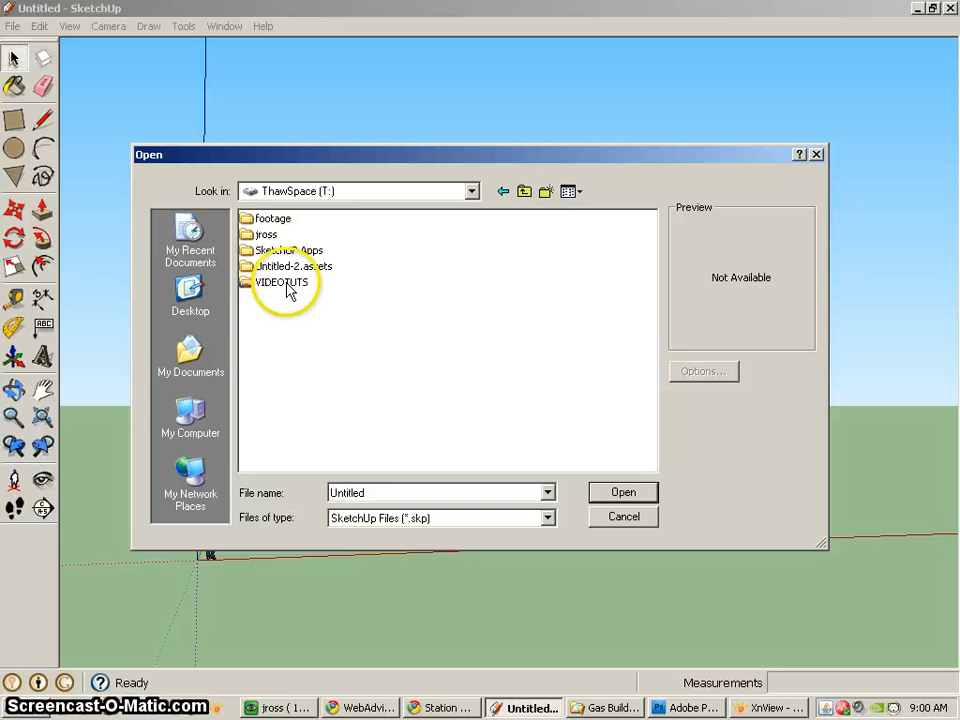 Untitled - SketchUp
File Edit View Camera Draw Tools Window Help
Open
Look in: ThawSpace (T:)
footage
jross
SketchUP Apps
Untitled-2.assets
VIDEOTUTS
My Recent
Documents
Desktop
My Documents
My Computer
My Network
Places
Preview
Not Available
Options...
File name: Untitled
Open
Files of type: SketchUp Files (*.skp)
Cancel
ABC
Ready
Measurements
Screencast-O-Matic.com
jross ( 1...
WebAdvi...
Station ...
Untitled...
Gas Build...
Adobe P...
XnView - ...
9:00 AM